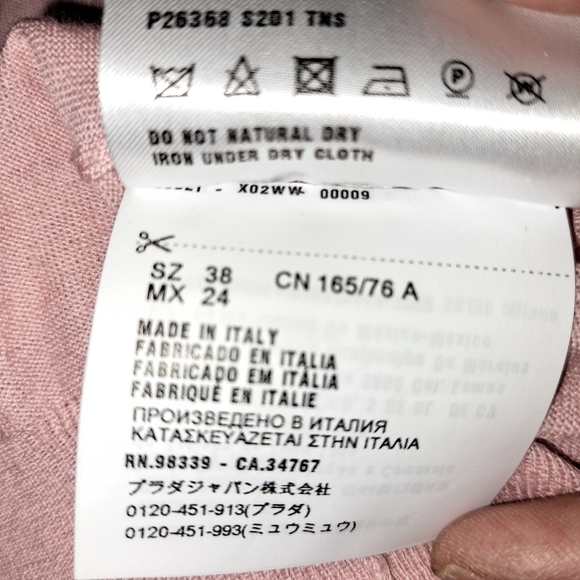 P26368 S201 TNS
P
W
DO NOT NATURAL DRY
IRON UNDER DRY CLOTH
- X02WW- 00009
SZ 38 CN 165/76 A
MX 24
MADE IN ITALY
FABRICADO EN ITALIA
FABRICADO EM ITÁLIA
FABRIQUÉ EN ITALIE
ПРОИЗВЕДЕНО В ИТАЛИЯ
ΚΑΤΑΣΚΕΥΑΖΕΤΑΙ ΣΤΗΝ ΙΤΑΛΙΑ
RN.98339 - CA.34767
プラダジャパン株式会社
0120-451-913(プラダ)
0120-451-993(ミュウミュウ)